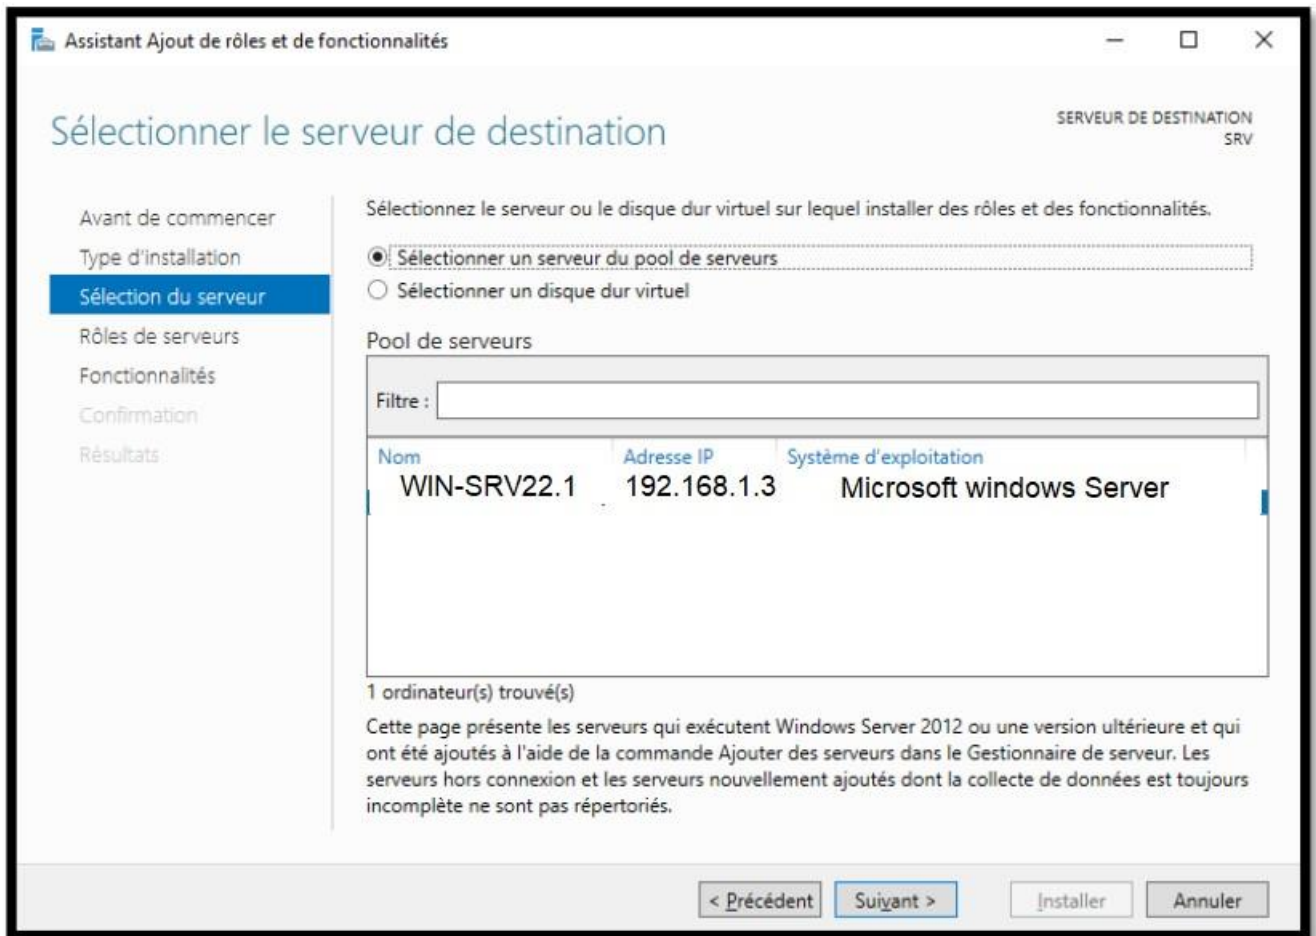 Assistant Ajout de rôles et de fonctionnalités
Sélectionner le serveur de destination
SERVEUR DE DESTINATION
SRV
Avant de commencer
Type d'installation
Sélection du serveur
Rôles de serveurs
Fonctionnalités
Confirmation
Résultats
Sélectionnez le serveur ou le disque dur virtuel sur lequel installer des rôles et des fonctionnalités.
Sélectionner un serveur du pool de serveurs
Sélectionner un disque dur virtuel
Pool de serveurs
Filtre :
Nom Adresse IP Système d'exploitation
WIN-SRV22.1 192.168.1.3 Microsoft windows Server
1 ordinateur(s) trouvé(s)
Cette page présente les serveurs qui exécutent Windows Server 2012 ou une version ultérieure et qui
ont été ajoutés à l'aide de la commande Ajouter des serveurs dans le Gestionnaire de serveur. Les
serveurs hors connexion et les serveurs nouvellement ajoutés dont la collecte de données est toujours
incomplète ne sont pas répertoriés.
< Précédent Suivant > Installer Annuler